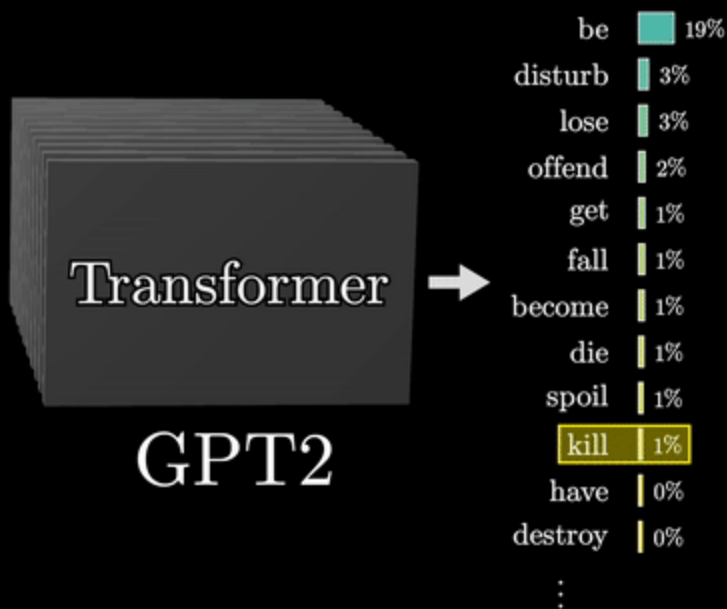 be 19%
disturb 3%
lose 3%
offend 2%
get 1%
fall 1%
Transformer
become 1%
die 1%
spoil 1%
kill 1%
GPT2
have 0%
destroy 0%
⋮